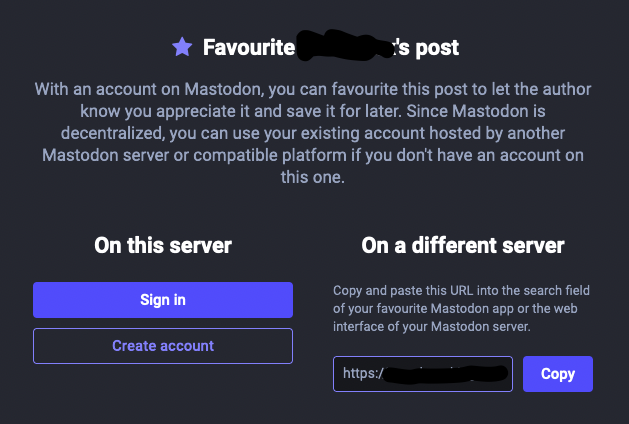 Favourite 's post
With an account on Mastodon, you can favourite this post to let the author
know you appreciate it and save it for later. Since Mastodon is
decentralized, you can use your existing account hosted by another
Mastodon server or compatible platform if you don't have an account on
this one.
On this server
Sign in
Create account
On a different server
Copy and paste this URL into the search field
of your favourite Mastodon app or the web
interface of your Mastodon server.
https:/
Copy